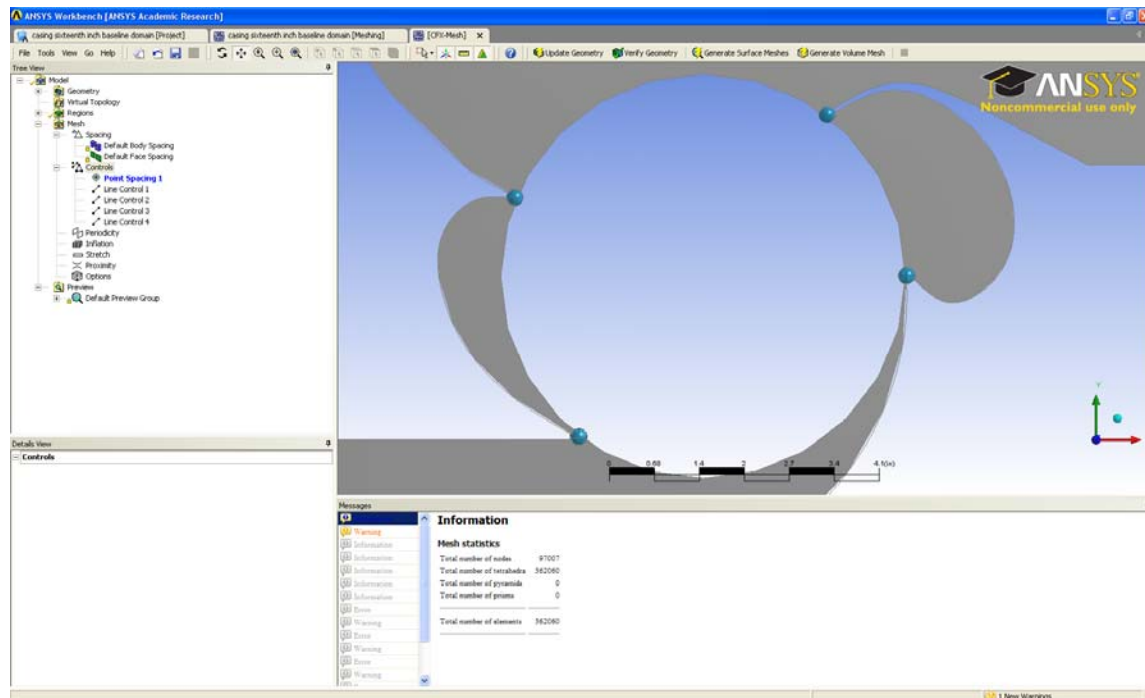 ANSYS Workbench [ANSYS Academic Research]
casing sixteenth inch baseline domain [Project]
casing sixteenth inch baseline domain [Meshing]
[CFX-Mesh]
File Tools View Go Help
Update Geometry Verify Geometry Generate Surface Meshes Generate Volume Mesh
Tree View
Model
Geometry
Virtual Topology
Regions
Mesh
Spacing
Default Body Spacing
Default Face Spacing
Controls
Point Spacing 1
Line Control 1
Line Control 2
Line Control 3
Line Control 4
Periodicity
Inflation
Stretch
Proximity
Options
Preview
Default Preview Group
ANSYS
Noncommercial use only
Y
0 0.68 1.4 2 2.7 3.4 4.1(in)
Details View
Controls
Messages
Warning
Information
Information
Information
Information
Information
Error
Warning
Error
Warning
Error
Warning
Information
Mesh statistics
Total number of nodes 97007
Total number of tetrahedra 362060
Total number of pyramids 0
Total number of prisms 0
Total number of elements 362060
1 New Warnings